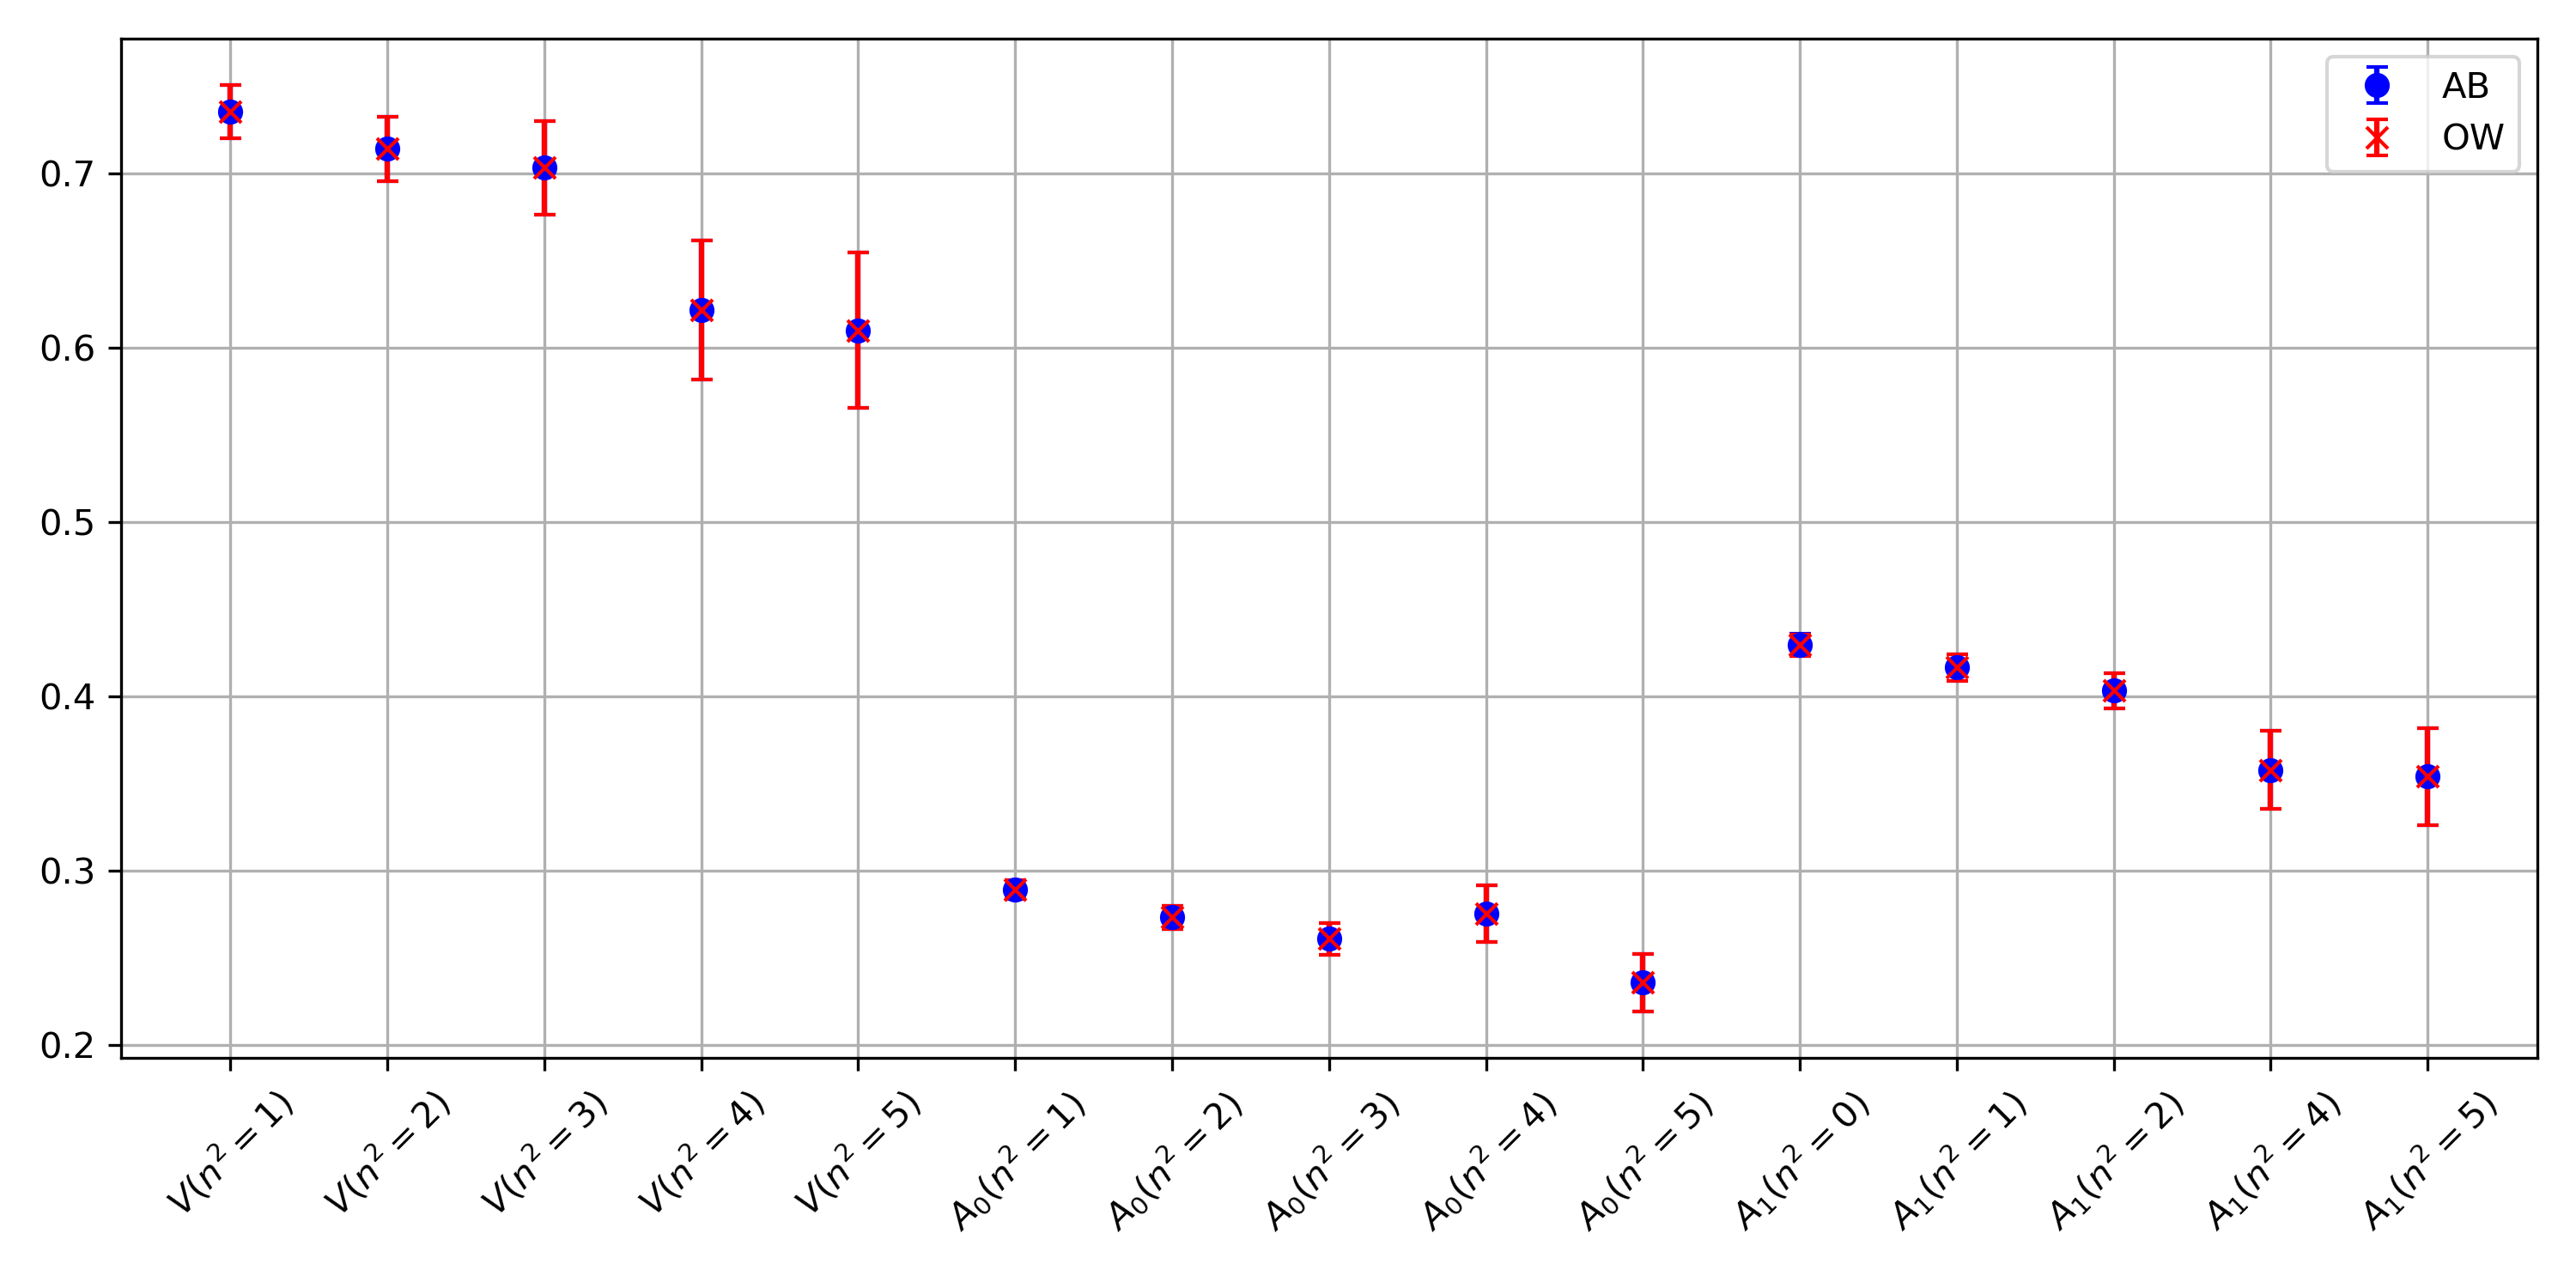 AB
OW
0.7
0.6
0.5
0.4
0.3
0.2
V(n² = 1)
V(n² = 2)
V(n² = 3)
V(n² = 4)
V(n² = 5)
A₀(n² = 1)
A₀(n² = 2)
A₀(n² = 3)
A₀(n² = 4)
A₀(n² = 5)
A₁(n² = 0)
A₁(n² = 1)
A₁(n² = 2)
A₁(n² = 4)
A₁(n² = 5)